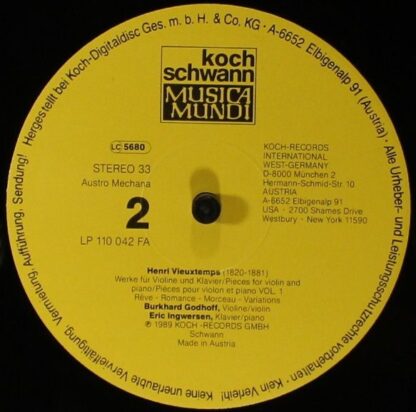 Hergestellt bei Koch-Digitaldisc Ges. m. b. H. & Co. KG · A-6652 Elbigenalp 91 (Austria) · Alle Urheber- und Leistungsschutzrechte vorbehalten · Kein Verleih! · Keine unerlaubte Vervielfältigung, Vermietung, Aufführung, Sendung!
koch
schwann
MUSICA
MUNDI
LC 5680
STEREO 33
Austro Mechana
2
LP 110 042 FA
KOCH-RECORDS
INTERNATIONAL
WEST-GERMANY
D-8000 München 2
Hermann-Schmid-Str. 10
AUSTRIA
A-6652 Elbigenalp 91
USA · 2700 Shames Drive
Westbury · New York 11590
Henri Vieuxtemps (1820-1881)
Werke für Violine und Klavier/Pieces for violin and
piano/Pièces pour violon et piano VOL. 1
Rêve - Romance - Morceau - Variations
Burkhard Godhoff, Violine/violin
Eric Ingwersen, Klavier/piano
℗ 1989 KOCH -RECORDS GMBH
Schwann
Made in Austria